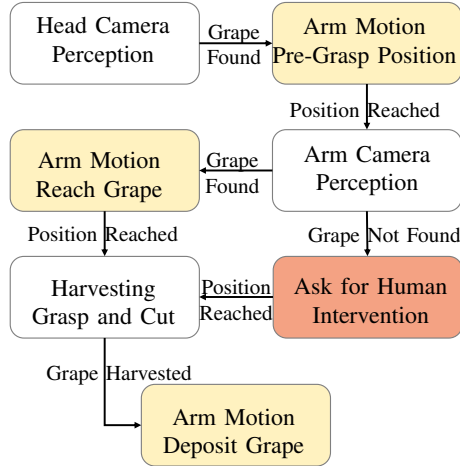 Head Camera
Perception
Grape
Found
Arm Motion
Pre-Grasp Position
Position Reached
Arm Motion
Reach Grape
Grape
Found
Arm Camera
Perception
Position Reached
Grape Not Found
Harvesting
Grasp and Cut
Position
Reached
Ask for Human
Intervention
Grape Harvested
Arm Motion
Deposit Grape